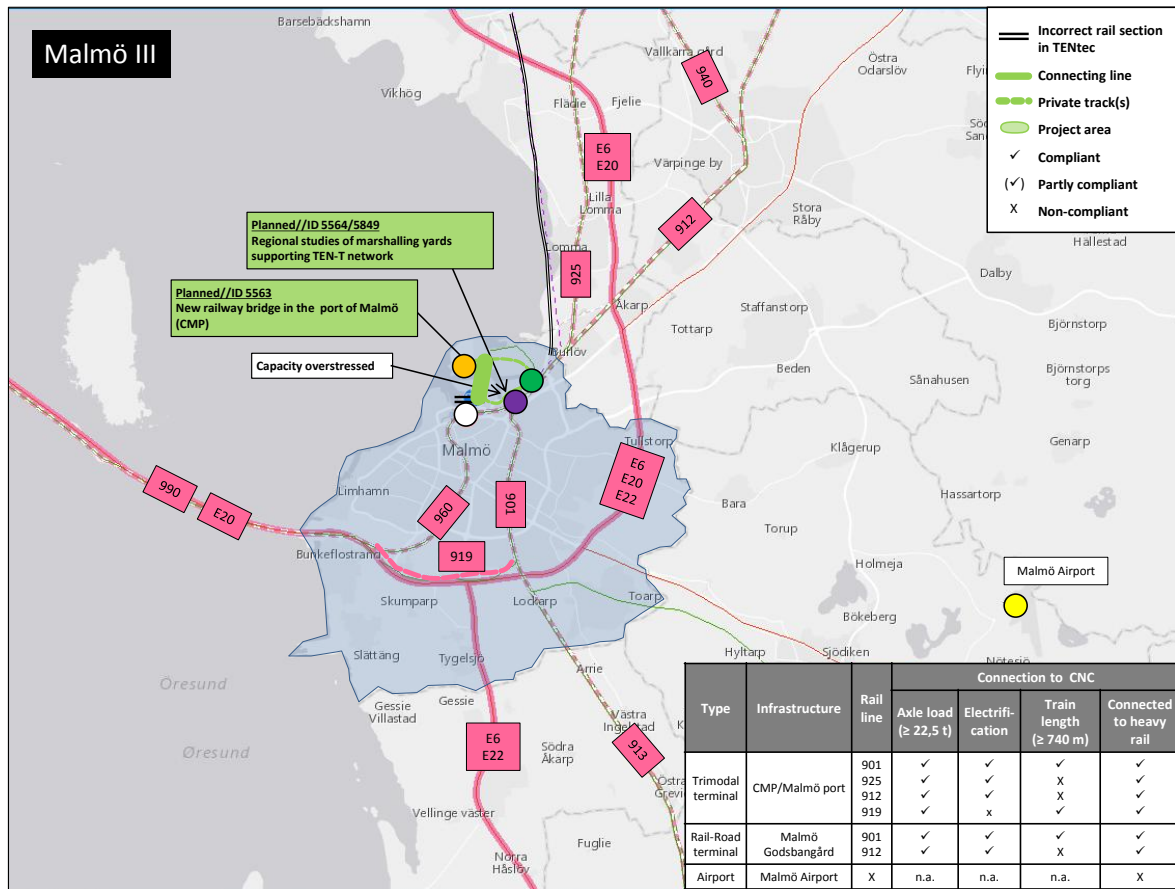 Malmö III
Barsebäckshamn
Vikhög
Flädie
Fjelie
Vallkärra gård
940
Östra
Odarslöv
E6
E20
Värpinge by
Lilla
Lomma
Stora
Råby
912
Lomma
925
Hällestad
Dalby
Åkarp
Staffanstorp
Tottarp
Björnstorp
Burlöv
Beden
Björnstorps
torg
Sånahusen
Incorrect rail section
in TENtec
Connecting line
Private track(s)
Project area
✓ Compliant
(✓) Partly compliant
X Non-compliant
Planned//ID 5564/5849
Regional studies of marshalling yards
supporting TEN-T network
Planned//ID 5563
New railway bridge in the port of Malmö
(CMP)
Capacity overstressed
Malmö
Tullstorp
Klågerup
Genarp
E6
E20
E22
Limhamn
901
960
990
E20
Bara
Hassartorp
Torup
Bunkeflostrand
919
Holmeja
Malmö Airport
Skumparp
Lockarp
Toarp
Bökeberg
Slättäng
Tygelsjö
Hyltarp
Sjödiken
Nötesjö
Arrie
Öresund
Øresund
Gessie
Villastad
Gessie
Västra
Ingelstad
E6
E22
Södra
Åkarp
913
Östra
Vellinge väster
Fuglie
Norra
Håslöv
Type Infrastructure Rail line Connection to CNC
Axle load (≥ 22,5 t) Electrifi-cation Train length (≥ 740 m) Connected to heavy rail
Trimodal terminal CMP/Malmö port
901 ✓ ✓ ✓ ✓
925 ✓ ✓ X ✓
912 ✓ ✓ X ✓
919 ✓ x ✓ ✓
Rail-Road terminal Malmö Godsbangård
901 ✓ ✓ ✓ ✓
912 ✓ ✓ X ✓
Airport Malmö Airport X n.a. n.a. n.a. X